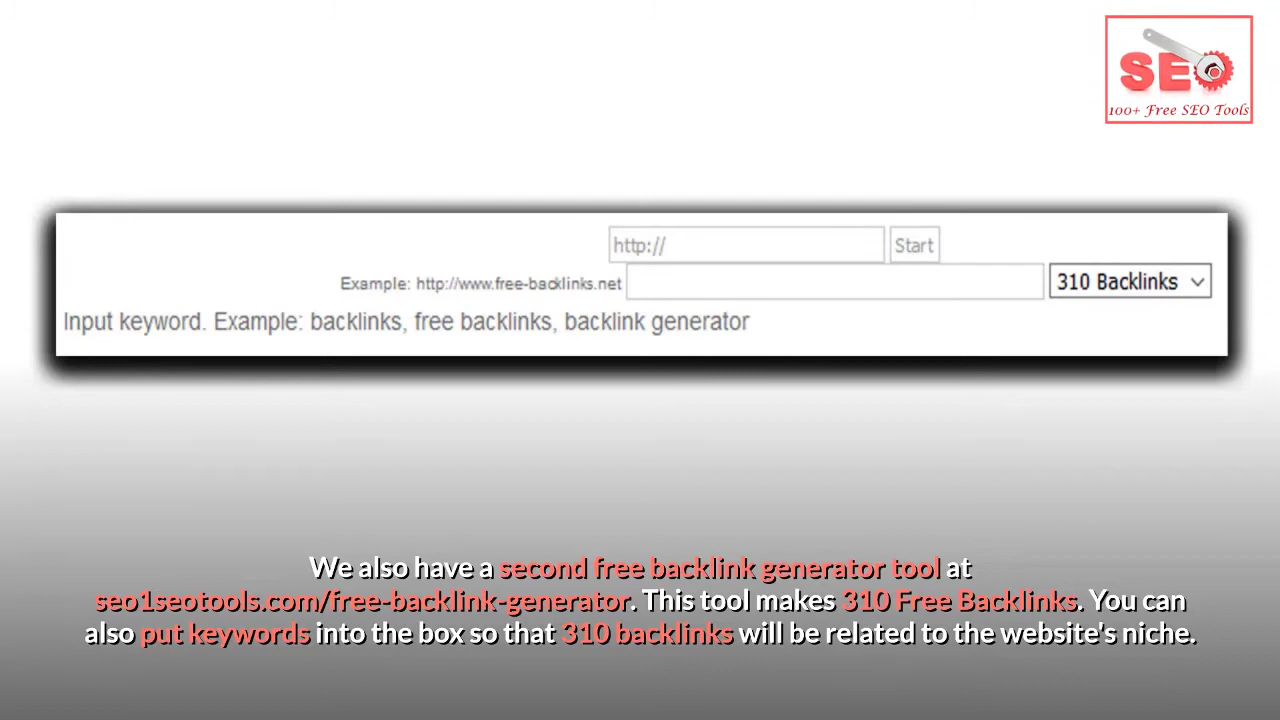 SEO
100+ Free SEO Tools
http://
Start
Example: http://www.free-backlinks.net
310 Backlinks
Input keyword. Example: backlinks, free backlinks, backlink generator
We also have a second free backlink generator tool at
seo1seotools.com/free-backlink-generator. This tool makes 310 Free Backlinks. You can
also put keywords into the box so that 310 backlinks will be related to the website's niche.